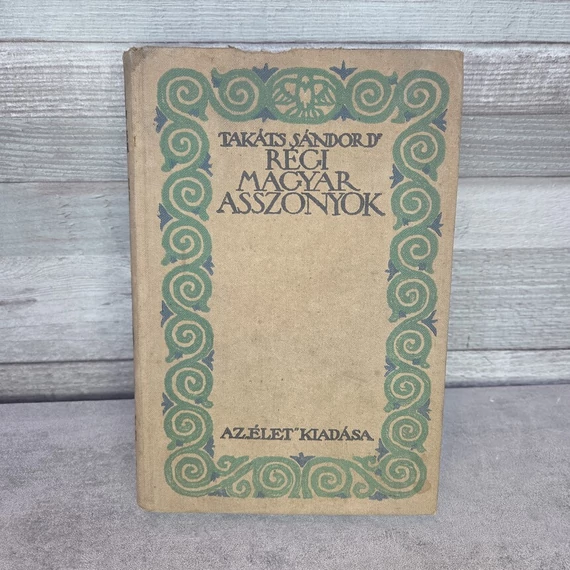 TAKÁTS SÁNDOR Dr
RÉGI
MAGYAR
ASSZONYOK
AZ „ÉLET" KIADÁSA